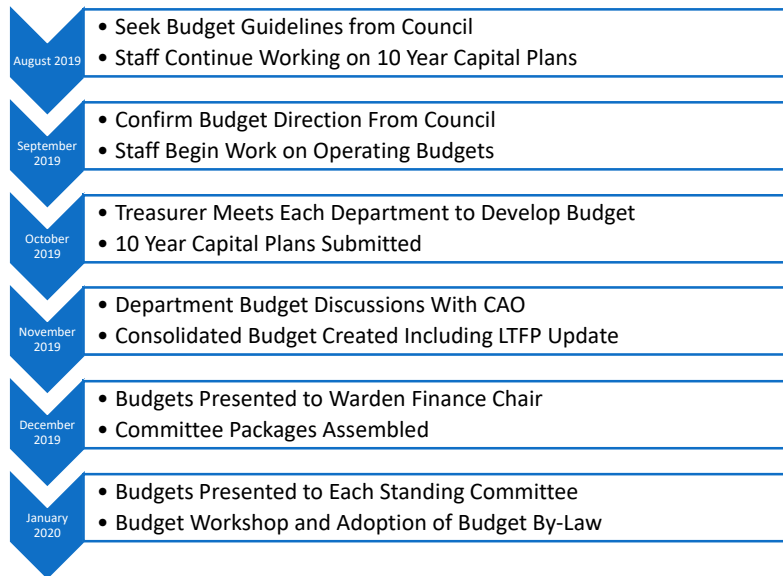 August 2019
• Seek Budget Guidelines from Council
• Staff Continue Working on 10 Year Capital Plans
September
2019
• Confirm Budget Direction From Council
• Staff Begin Work on Operating Budgets
October
2019
• Treasurer Meets Each Department to Develop Budget
• 10 Year Capital Plans Submitted
November
2019
• Department Budget Discussions With CAO
• Consolidated Budget Created Including LTFP Update
December
2019
• Budgets Presented to Warden Finance Chair
• Committee Packages Assembled
January
2020
• Budgets Presented to Each Standing Committee
• Budget Workshop and Adoption of Budget By-Law